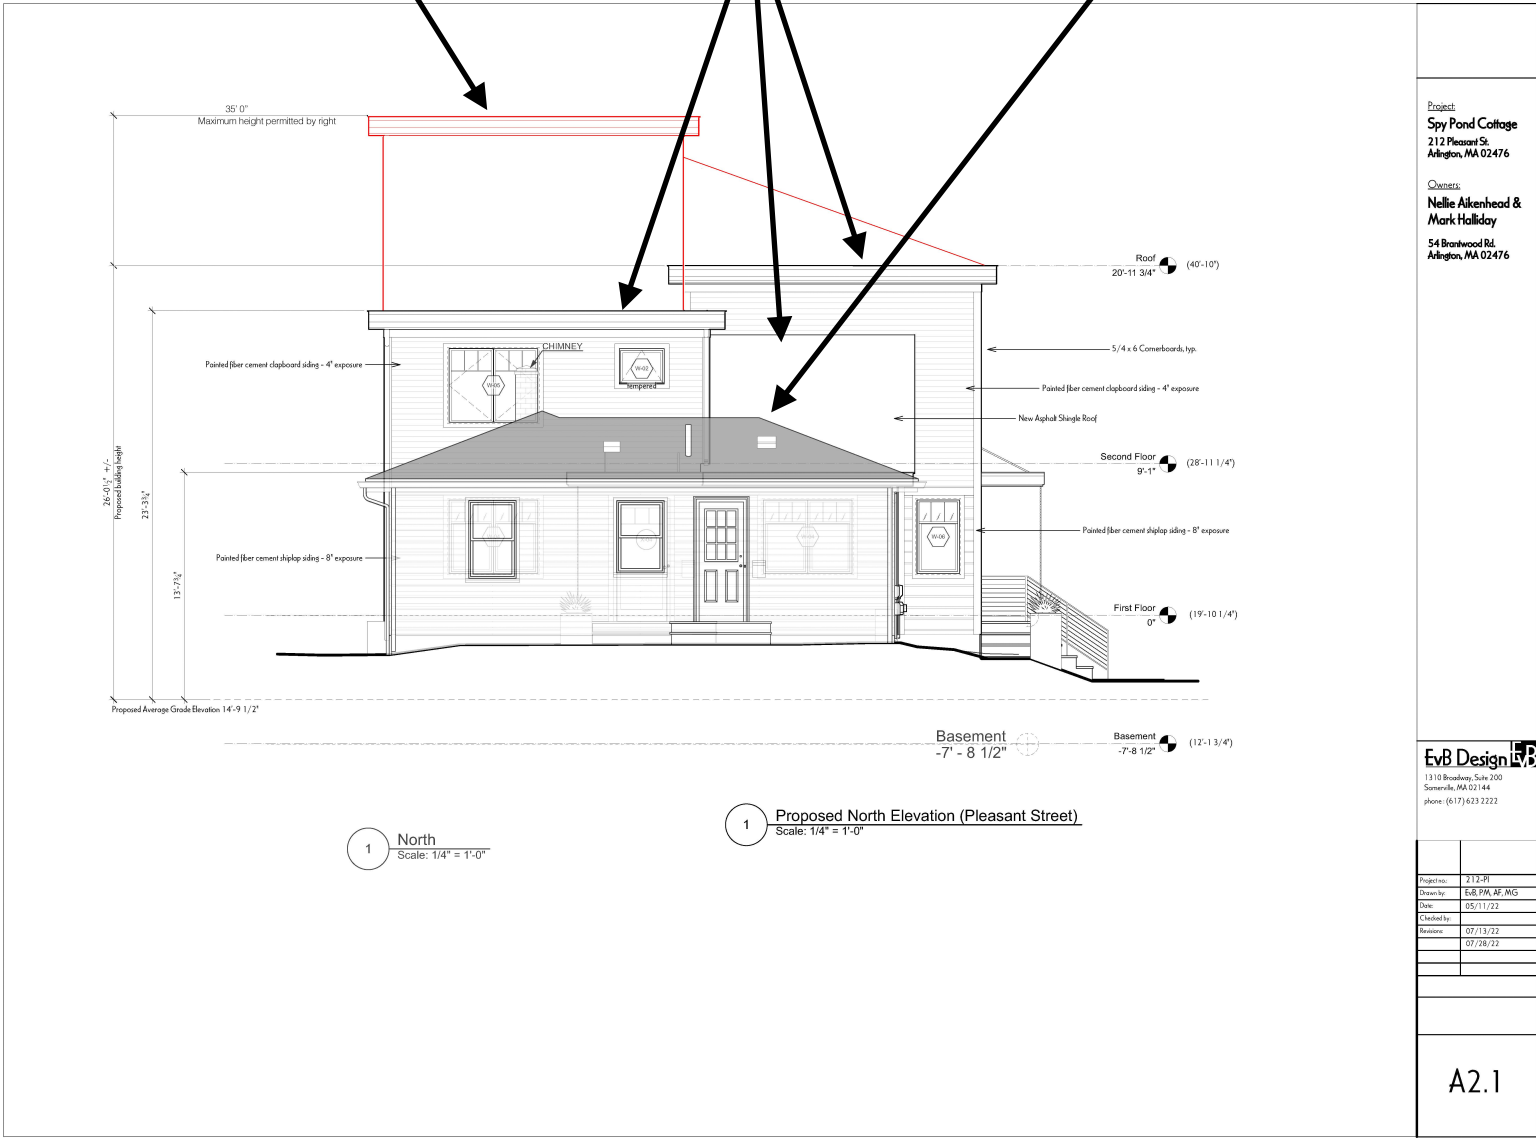 35' 0"
Maximum height permitted by right
Project:
Spy Pond Cottage
212 Pleasant St.
Arlington, MA 02476
Owners:
Nellie Aikenhead &
Mark Halliday
54 Brantwood Rd.
Arlington, MA 02476
Roof
20'-11 3/4"
(40'-10")
CHIMNEY
5/4 x 6 Cornerboards, typ.
Painted fiber cement clapboard siding - 4" exposure
W-05
W-02
tempered
Painted fiber cement clapboard siding - 4" exposure
New Asphalt Shingle Roof
Second Floor
9'-1"
(28'-11 1/4")
26'-0½" +/-
Proposed building height
23'-3¾"
13'-7¾"
Painted fiber cement shiplap siding - 8" exposure
W-06
Painted fiber cement shiplap siding - 8" exposure
First Floor
0"
(19'-10 1/4")
Proposed Average Grade Elevation 14'-9 1/2"
Basement
-7' - 8 1/2"
Basement
-7'-8 1/2"
(12'-1 3/4")
EvB Design EvB
1310 Broadway, Suite 200
Somerville, MA 02144
phone: (617) 623 2222
1
Proposed North Elevation (Pleasant Street)
Scale: 1/4" = 1'-0"
1
North
Scale: 1/4" = 1'-0"
Project no.: 212-Pl
Drawn by: EvB, PM, AF, MG
Date: 05/11/22
Checked by:
Revisions: 07/13/22
07/28/22
A2.1